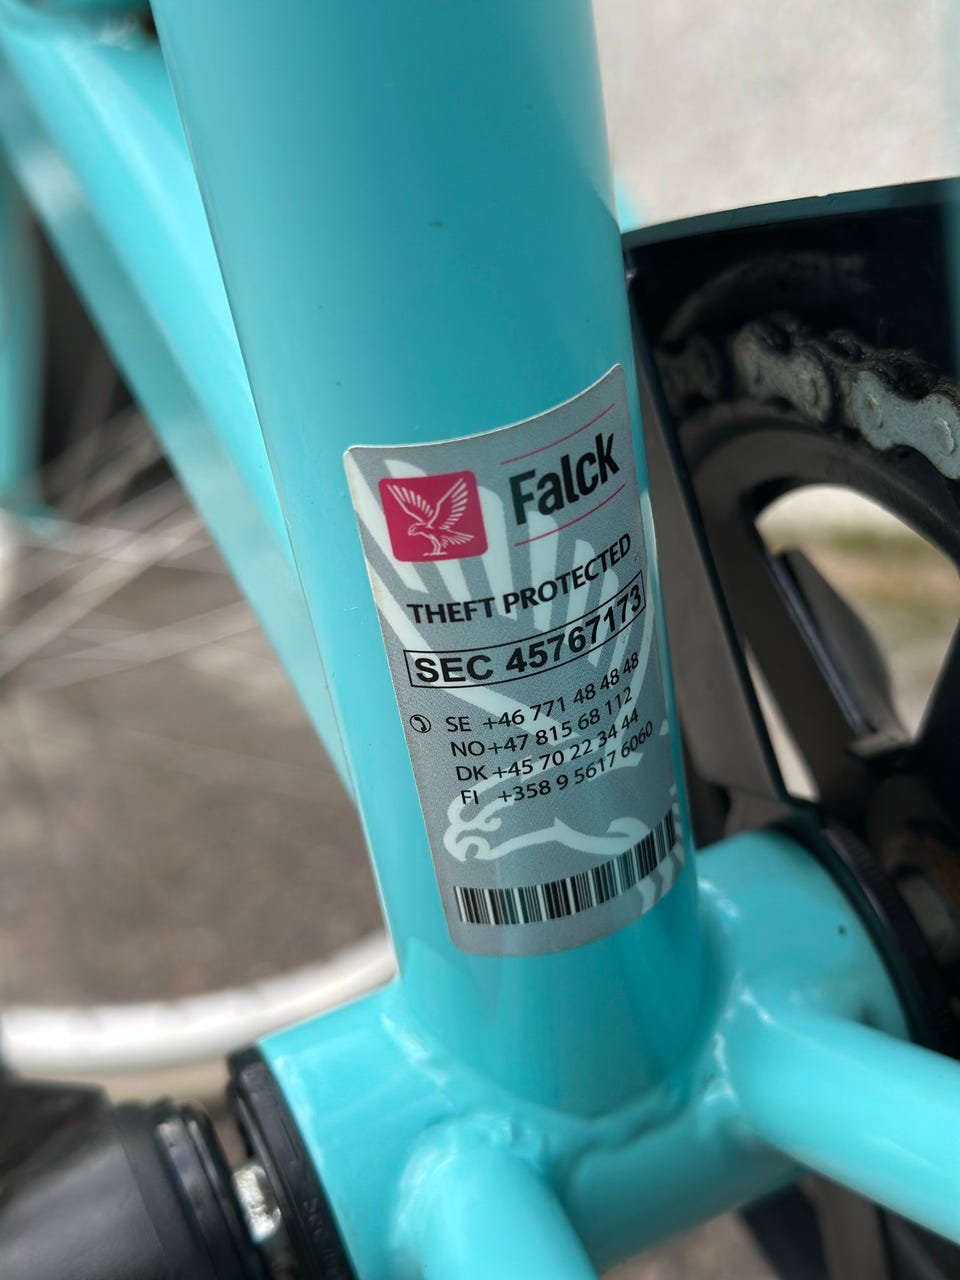 Falck
THEFT PROTECTED
SEC 45767173
SE +46 771 48 48 48
NO +47 815 68 112
DK +45 70 22 34 44
FI +358 9 5617 6060